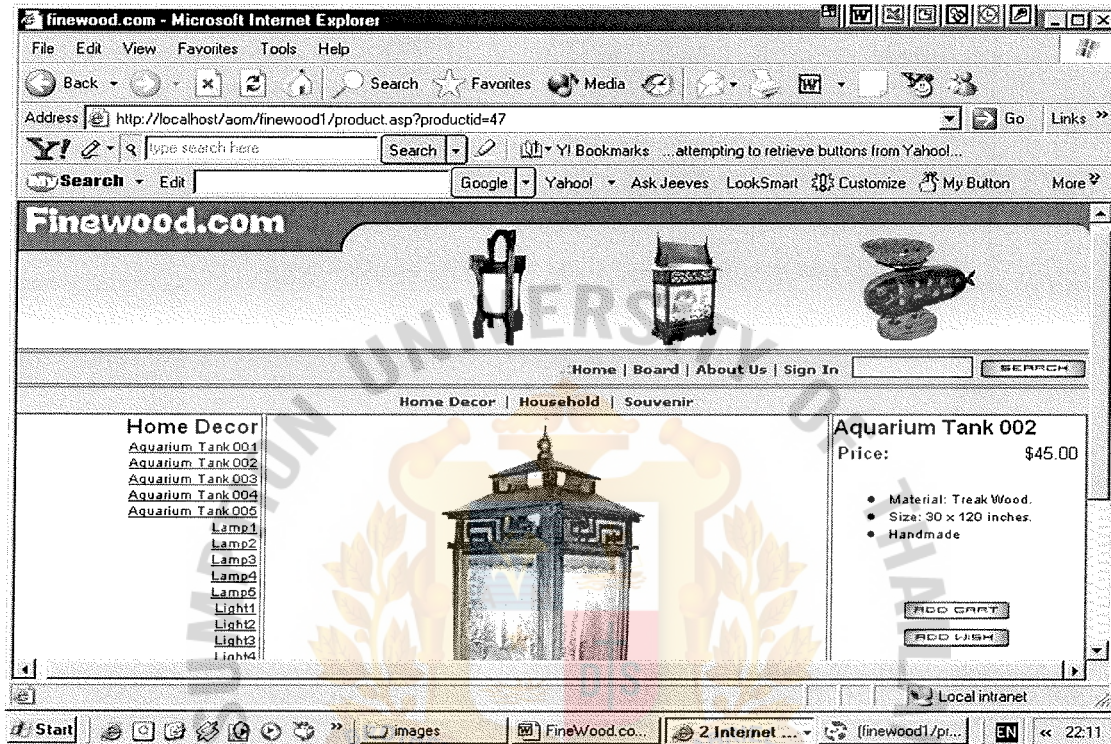 finewood.com - Microsoft Internet Explorer
File Edit View Favorites Tools Help
Back Search Favorites Media
Address http://localhost/aom/finewood1/product.asp?productid=47 Go Links »
Y! type search here Search Y! Bookmarks ...attempting to retrieve buttons from Yahoo!...
my Search Edit Google Yahoo! Ask Jeeves LookSmart Customize My Button More »
Finewood.com
Home | Board | About Us | Sign In SEARCH
Home Decor | Household | Souvenir
Home Decor
Aquarium Tank 001
Aquarium Tank 002
Aquarium Tank 003
Aquarium Tank 004
Aquarium Tank 005
Lamp1
Lamp2
Lamp3
Lamp4
Lamp5
Light1
Light2
Light3
Light4
Aquarium Tank 002
Price: $45.00
• Material: Treak Wood.
• Size: 30 x 120 inches.
• Handmade
ADD CART
ADD WISH
Local intranet
Start » images FineWood.co... 2 Internet ... (finewood1/pr... EN « 22:11